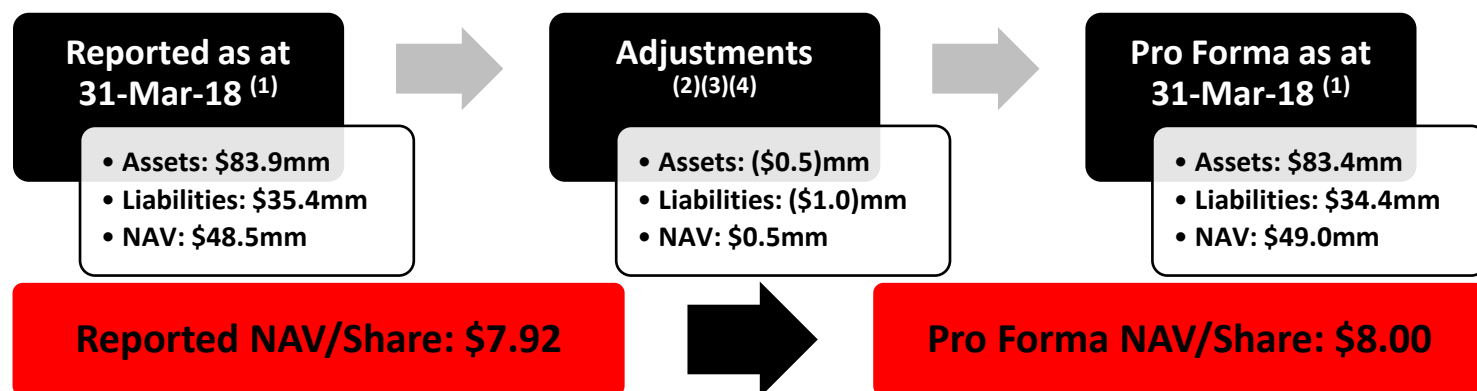 Reported as at
31-Mar-18 (1)
• Assets: $83.9mm
• Liabilities: $35.4mm
• NAV: $48.5mm
Adjustments
(2)(3)(4)
• Assets: ($0.5)mm
• Liabilities: ($1.0)mm
• NAV: $0.5mm
Pro Forma as at
31-Mar-18 (1)
• Assets: $83.4mm
• Liabilities: $34.4mm
• NAV: $49.0mm
Reported NAV/Share: $7.92
Pro Forma NAV/Share: $8.00